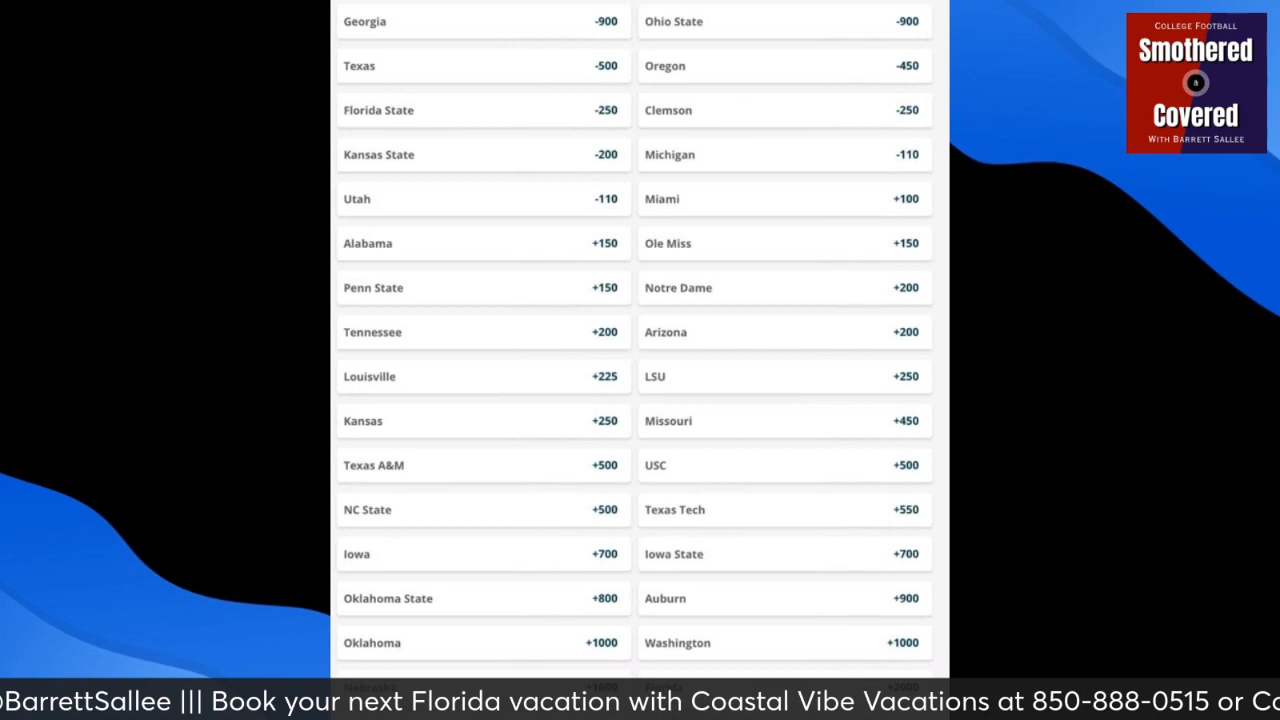 Georgia -900 Ohio State -900
Texas -500 Oregon -450
Florida State -250 Clemson -250
Kansas State -200 Michigan -110
Utah -110 Miami +100
Alabama +150 Ole Miss +150
Penn State +150 Notre Dame +200
Tennessee +200 Arizona +200
Louisville +225 LSU +250
Kansas +250 Missouri +450
Texas A&M +500 USC +500
NC State +500 Texas Tech +550
Iowa +700 Iowa State +700
Oklahoma State +800 Auburn +900
Oklahoma +1000 Washington +1000
COLLEGE FOOTBALL
Smothered
&
Covered
WITH BARRETT SALLEE
@BarrettSallee ||| Book your next Florida vacation with Coastal Vibe Vacations at 850-888-0515 or Co